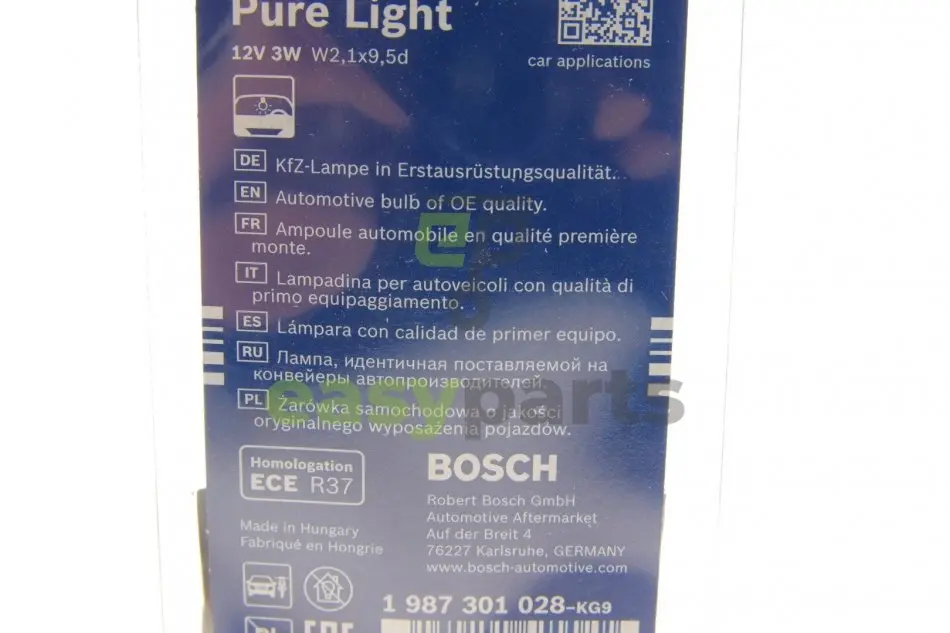 Pure Light
12V 3W W2,1x9,5d
car applications
DE KfZ-Lampe in Erstausrüstungsqualität.
EN Automotive bulb of OE quality.
FR Ampoule automobile en qualité première
monte.
IT Lampadina per autoveicoli con qualità di
primo equipaggiamento.
ES Lámpara con calidad de primer equipo.
RU Лампа, идентичная поставляемой на
конвейеры автопроизводителей.
PL Żarówka samochodowa o jakości
oryginalnego wyposażenia pojazdów.
easyparts
Homologation
ECE R37
Made in Hungary
Fabriqué en Hongrie
BOSCH
Robert Bosch GmbH
Automotive Aftermarket
Auf der Breit 4
76227 Karlsruhe, GERMANY
www.bosch-automotive.com
1 987 301 028-KG9